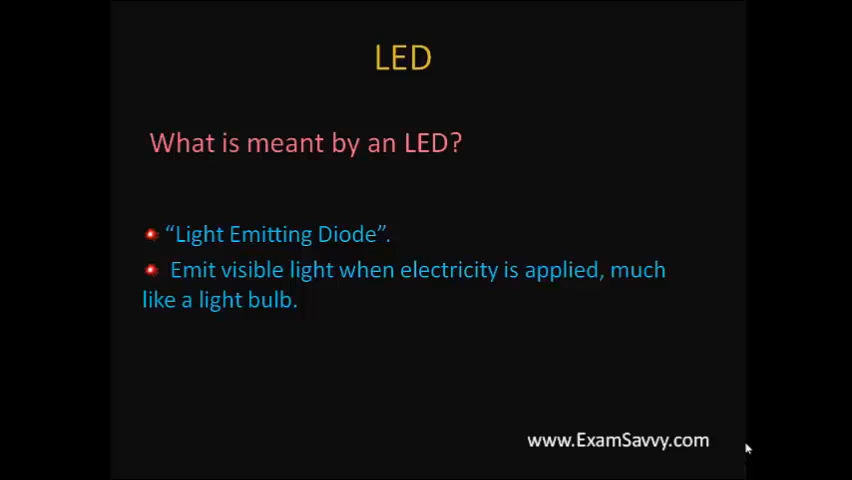 LED
What is meant by an LED?
“Light Emitting Diode”.
Emit visible light when electricity is applied, much
like a light bulb.
www.ExamSavvy.com